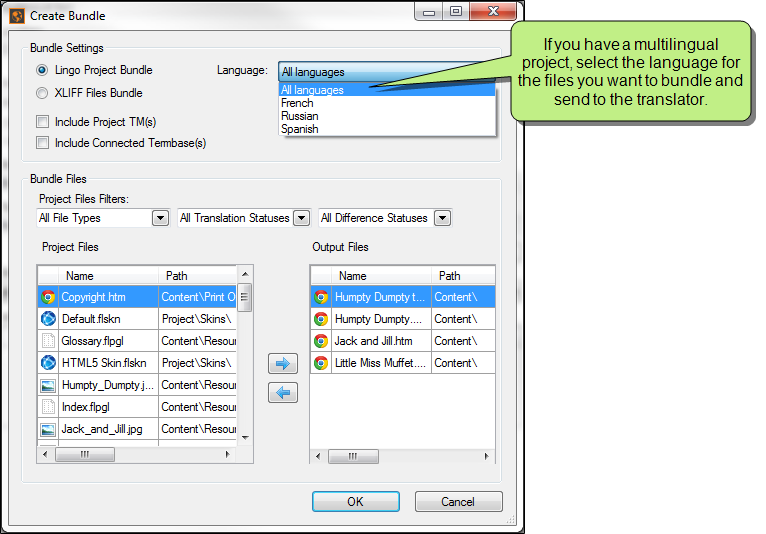 Create Bundle
If you have a multilingual
project, select the language for
the files you want to bundle and
send to the translator.
Bundle Settings
Lingo Project Bundle
Language:
All languages
XLIFF Files Bundle
All languages
French
Russian
Spanish
Include Project TM(s)
Include Connected Termbase(s)
Bundle Files
Project Files Filters:
All File Types
All Translation Statuses
All Difference Statuses
Project Files
Name Path
Copyright.htm Content\Print O
Default.flskn Project\Skins\
Glossary.flpgl Content\Resour
HTML5 Skin.flskn Project\Skins\
Humpty_Dumpty.j... Content\Resour
Index.flpgl Content\Resour
Jack_and_Jill.jpg Content\Resour
Output Files
Name Path
Humpty Dumpty t... Content\
Humpty Dumpty.... Content\
Jack and Jill.htm Content\
Little Miss Muffet.... Content\
OK
Cancel